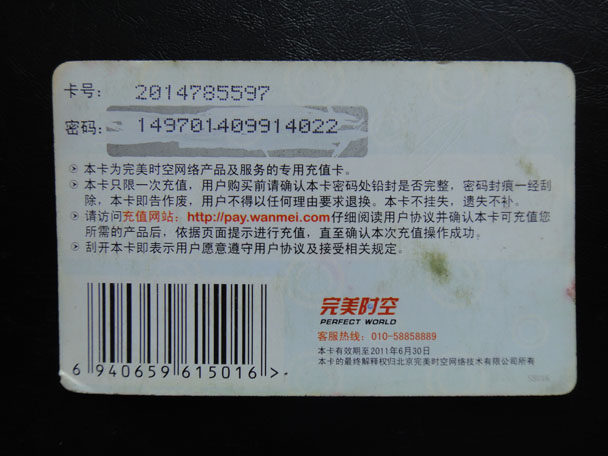 卡号: 2014785597
密码: 149701409914022
本卡为完美时空网络产品及服务的专用充值卡。
本卡只限一次充值，用户购买前请确认本卡密码处铅封是否完整，密码封痕一经刮
除，本卡即告作废，用户不得以任何理由要求退换。本卡不挂失，遗失不补。
请访问充值网站: http://pay.wanmei.com仔细阅读用户协议并确认本卡可充值您
所需的产品后，依据页面提示进行充值，直至确认本次充值操作成功。
刮开本卡即表示用户愿意遵守用户协议及接受相关规定。
完美时空
PERFECT WORLD
客服热线: 010-58858889
本卡有效期至2011年6月30日
本卡的最终解释权归北京完美时空网络技术有限公司所有
6 940659 615016 >